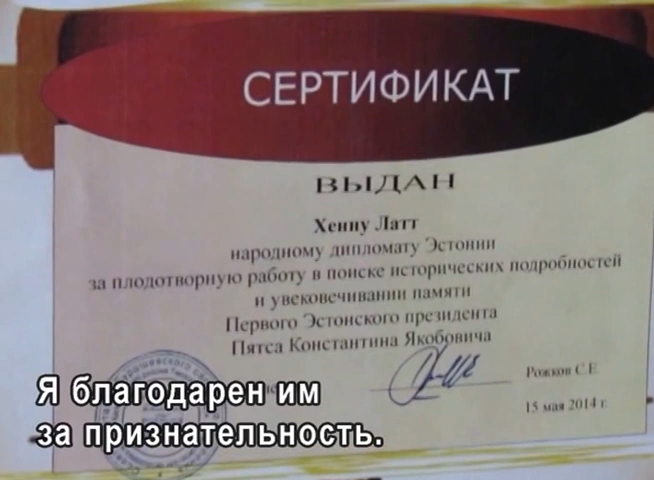 СЕРТИФИКАТ
ВЫДАН
Хенну Латт
народному дипломату Эстонии
за плодотворную работу в поиске исторических подробностей
и увековечивании памяти
Первого Эстонского президента
Пятса Константина Якобовича
Рожков С.Е.
15 мая 2014 г.
Я благодарен им
за признательность.